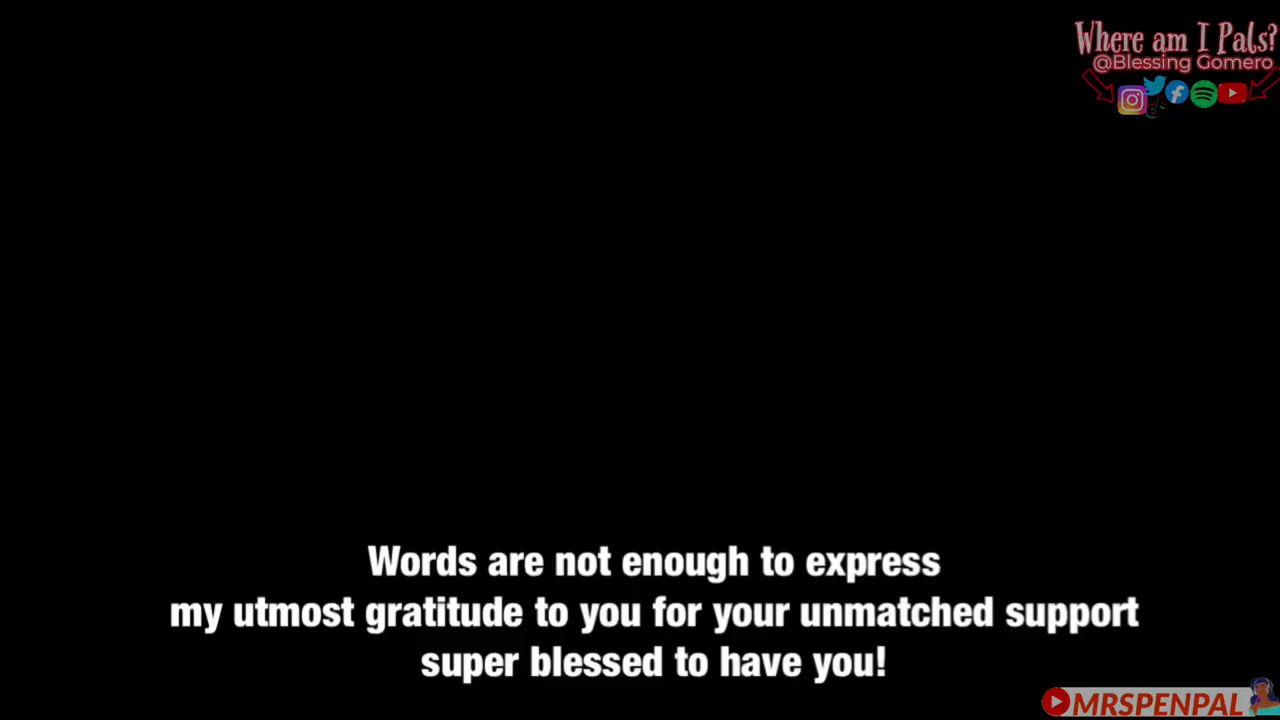 Where am I Pals?
@Blessing Gomero
Words are not enough to express
my utmost gratitude to you for your unmatched support
super blessed to have you!
MRSPENPAL